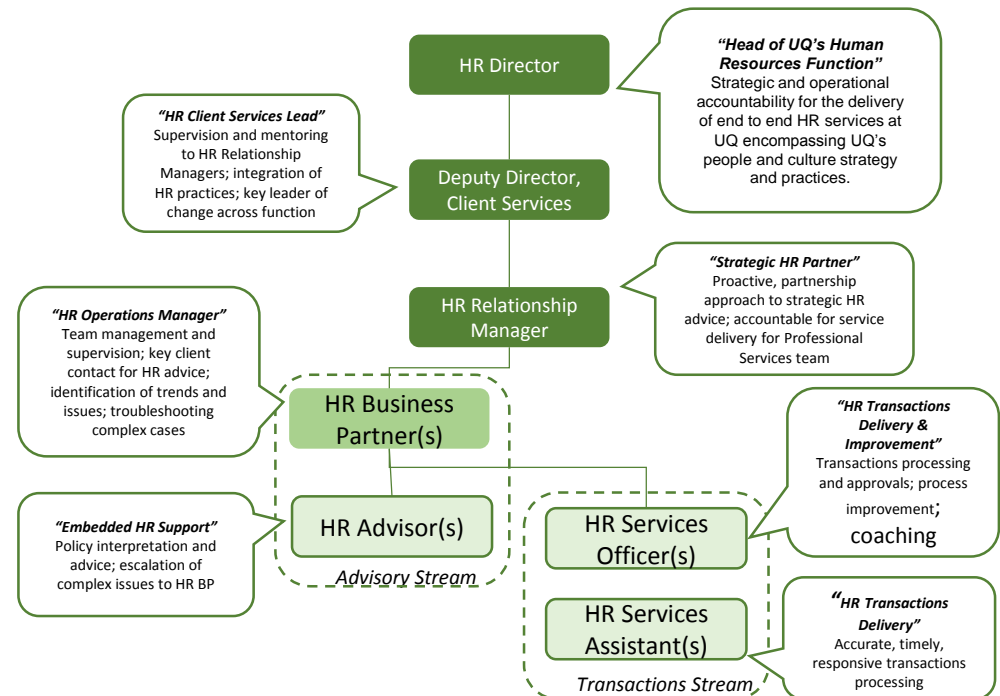 HR Director
“Head of UQ’s Human
Resources Function”
Strategic and operational
accountability for the delivery
of end to end HR services at
UQ encompassing UQ’s
people and culture strategy
and practices.
“HR Client Services Lead”
Supervision and mentoring
to HR Relationship
Managers; integration of
HR practices; key leader of
change across function
Deputy Director,
Client Services
“Strategic HR Partner”
Proactive, partnership
approach to strategic HR
advice; accountable for service
delivery for Professional
Services team
HR Relationship
Manager
“HR Operations Manager”
Team management and
supervision; key client
contact for HR advice;
identification of trends and
issues; troubleshooting
complex cases
HR Business
Partner(s)
“HR Transactions
Delivery &
Improvement”
Transactions processing
and approvals; process
improvement;
coaching
“Embedded HR Support”
Policy interpretation and
advice; escalation of
complex issues to HR BP
HR Advisor(s)
Advisory Stream
HR Services
Officer(s)
HR Services
Assistant(s)
Transactions Stream
“HR Transactions
Delivery”
Accurate, timely,
responsive transactions
processing